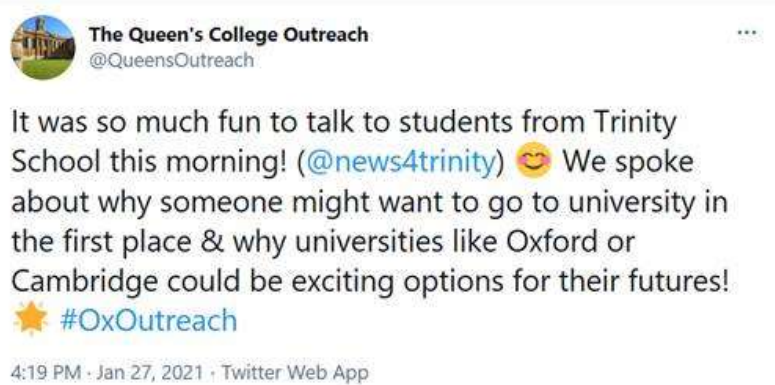 The Queen's College Outreach
@QueensOutreach
It was so much fun to talk to students from Trinity
School this morning! (@news4trinity) 😊 We spoke
about why someone might want to go to university in
the first place & why universities like Oxford or
Cambridge could be exciting options for their futures!
🌟 #OxOutreach
4:19 PM · Jan 27, 2021 · Twitter Web App